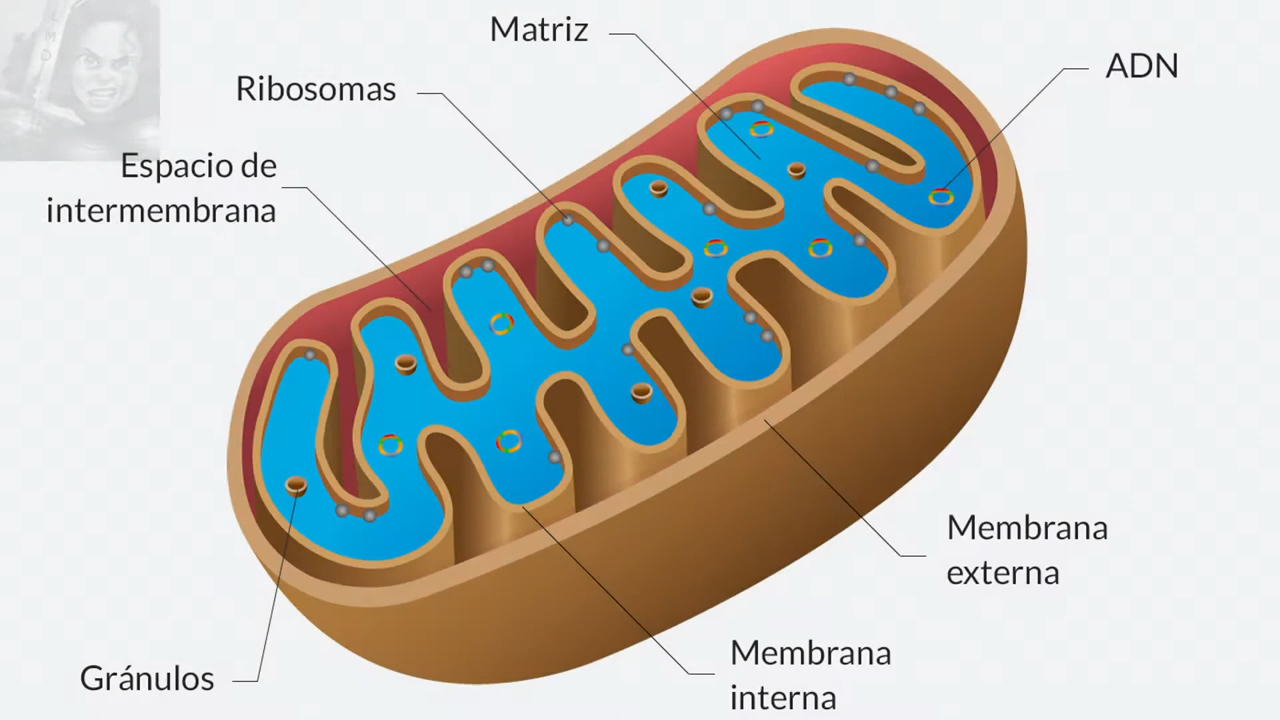 Matriz
ADN
Ribosomas
Espacio de
intermembrana
Membrana
externa
Membrana
interna
Gránulos